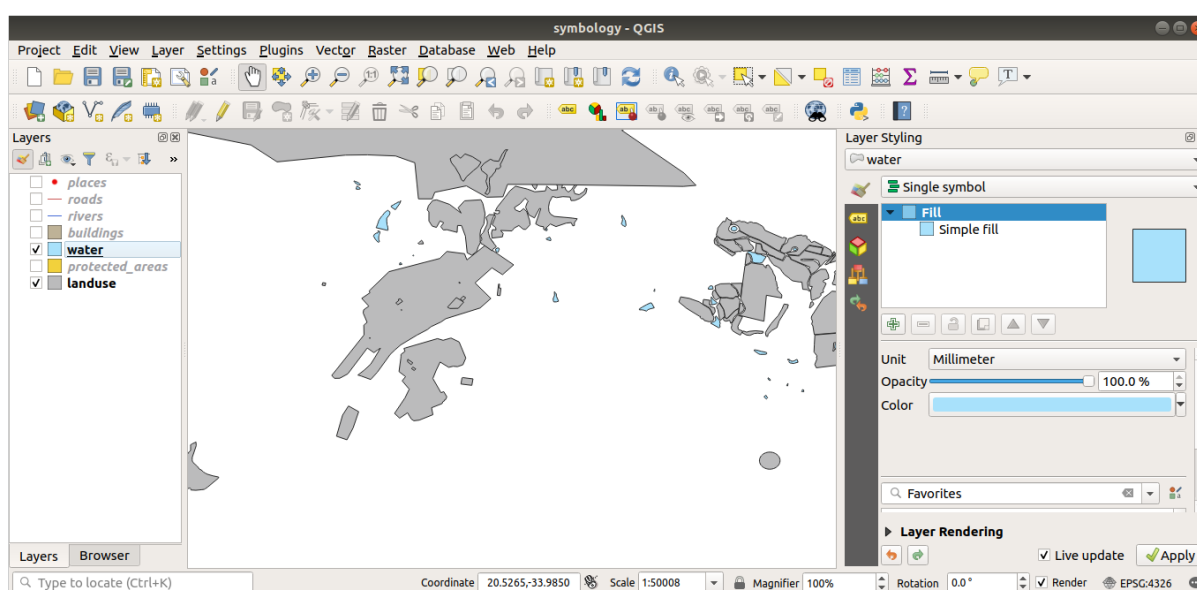 symbology - QGIS
Project Edit View Layer Settings Plugins Vector Raster Database Web Help
Layers
places
roads
rivers
buildings
water
protected_areas
landuse
Layers Browser
Layer Styling
water
Single symbol
Fill
Simple fill
Unit Millimeter
Opacity 100.0 %
Color
Favorites
Layer Rendering
Live update Apply
Type to locate (Ctrl+K) Coordinate 20.5265,-33.9850 Scale 1:50008 Magnifier 100% Rotation 0.0 ° Render EPSG:4326